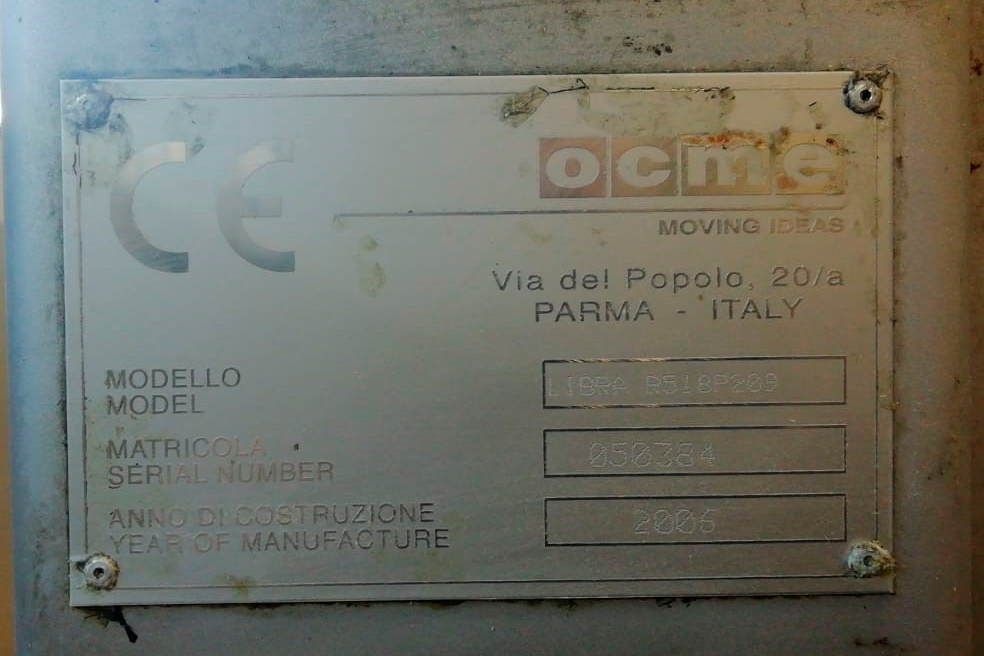 CE
ocme
MOVING IDEAS
Via del Popolo, 20/a
PARMA - ITALY
MODELLO
MODEL
LIBRA R518P209
MATRICOLA
SERIAL NUMBER
050384
ANNO DI COSTRUZIONE
YEAR OF MANUFACTURE
2006